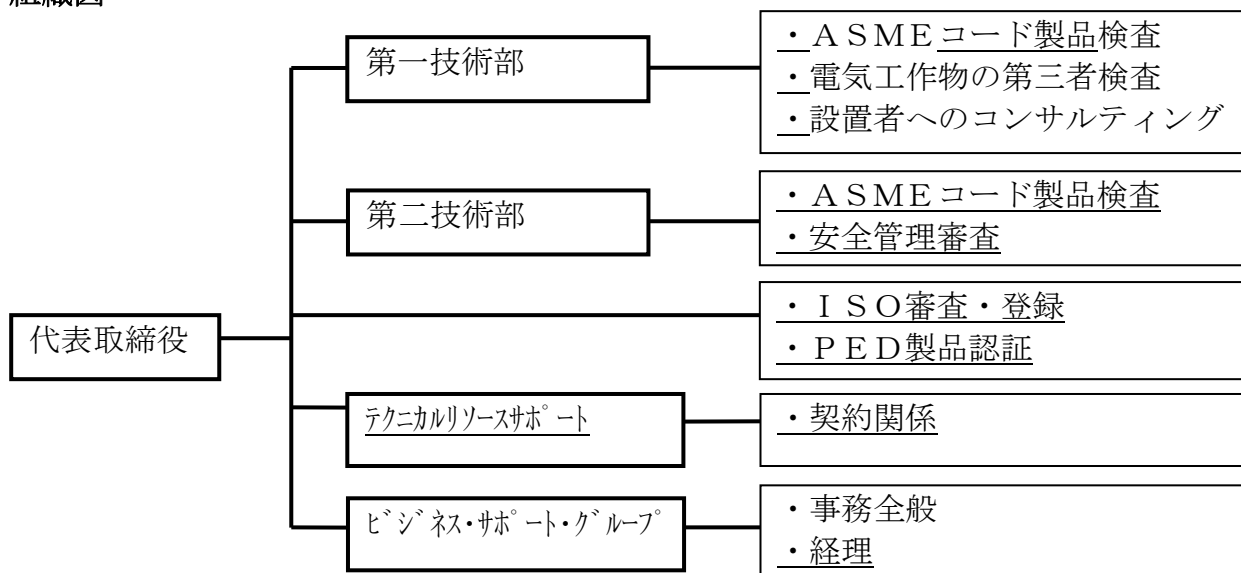 組織図
第一技術部
・ＡＳＭＥコード製品検査
・電気工作物の第三者検査
・設置者へのコンサルティング
第二技術部
・ＡＳＭＥコード製品検査
・安全管理審査
代表取締役
・ＩＳＯ審査・登録
・ＰＥＤ製品認証
ﾃｸﾆｶﾙﾘｿｰｽｻﾎﾟｰﾄ
・契約関係
ﾋﾞｼﾞﾈｽ・ｻﾎﾟｰﾄ・ｸﾞﾙｰﾌﾟ
・事務全般
・経理